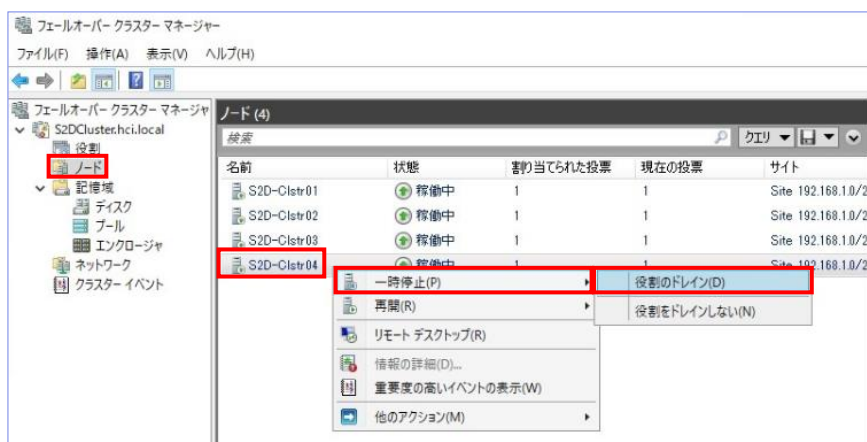 フェールオーバー クラスター マネージャー
ファイル(F) 操作(A) 表示(V) ヘルプ(H)
フェールオーバー クラスター マネージャ
S2DCluster.hci.local
役割
ノード
記憶域
ディスク
プール
エンクロージャ
ネットワーク
クラスター イベント
ノード (4)
検索 クエリ
名前 状態 割り当てられた投票 現在の投票 サイト
S2D-Clstr01 稼働中 1 1 Site 192.168.1.0/2
S2D-Clstr02 稼働中 1 1 Site 192.168.1.0/2
S2D-Clstr03 稼働中 1 1 Site 192.168.1.0/2
S2D-Clstr04 稼働中 1 1 Site 192.168.1.0/2
一時停止(P) 役割のドレイン(D)
再開(R) 役割をドレインしない(N)
リモート デスクトップ(R)
情報の詳細(D)...
重要度の高いイベントの表示(W)
他のアクション(M)